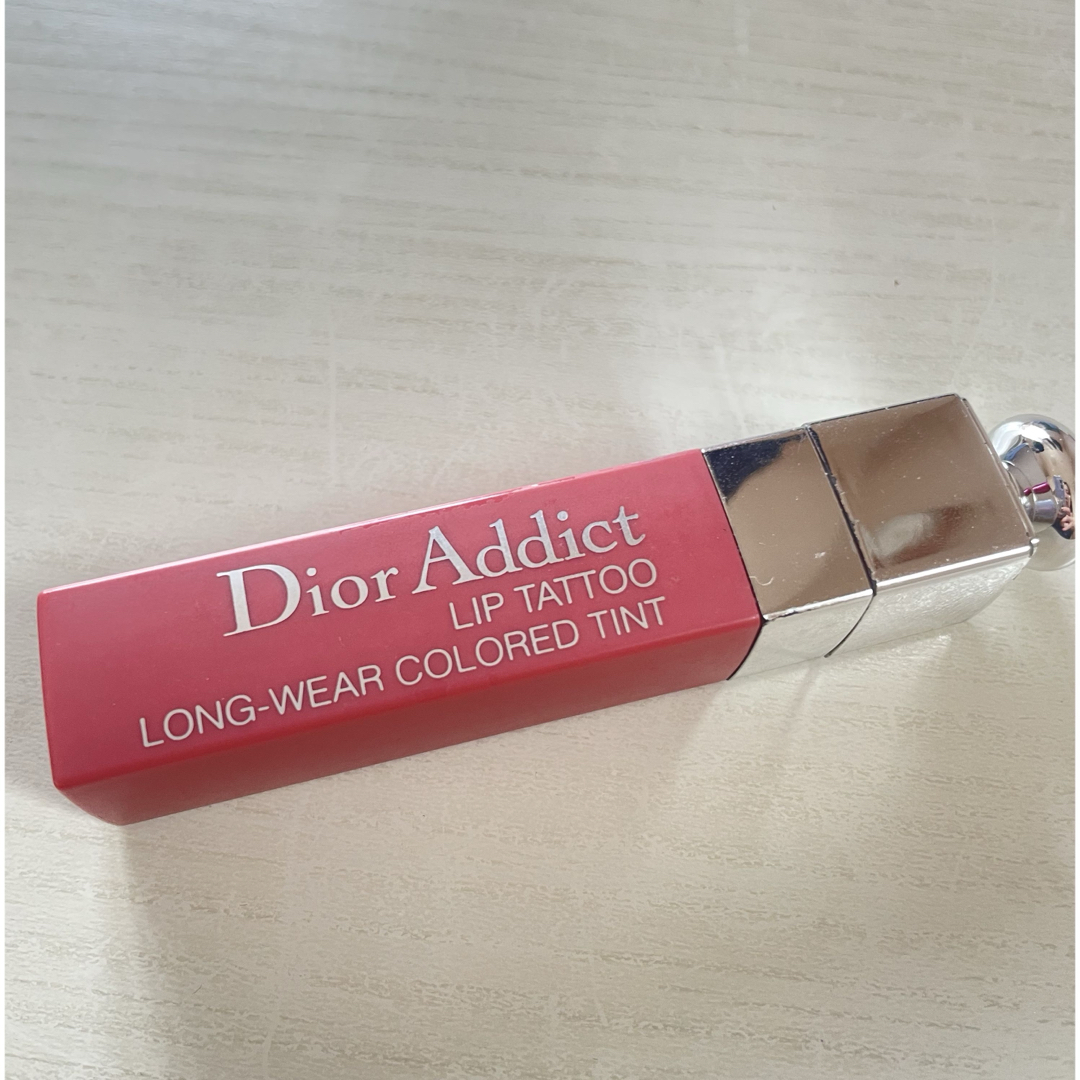 Dior Addict
LIP TATTOO
LONG-WEAR COLORED TINT